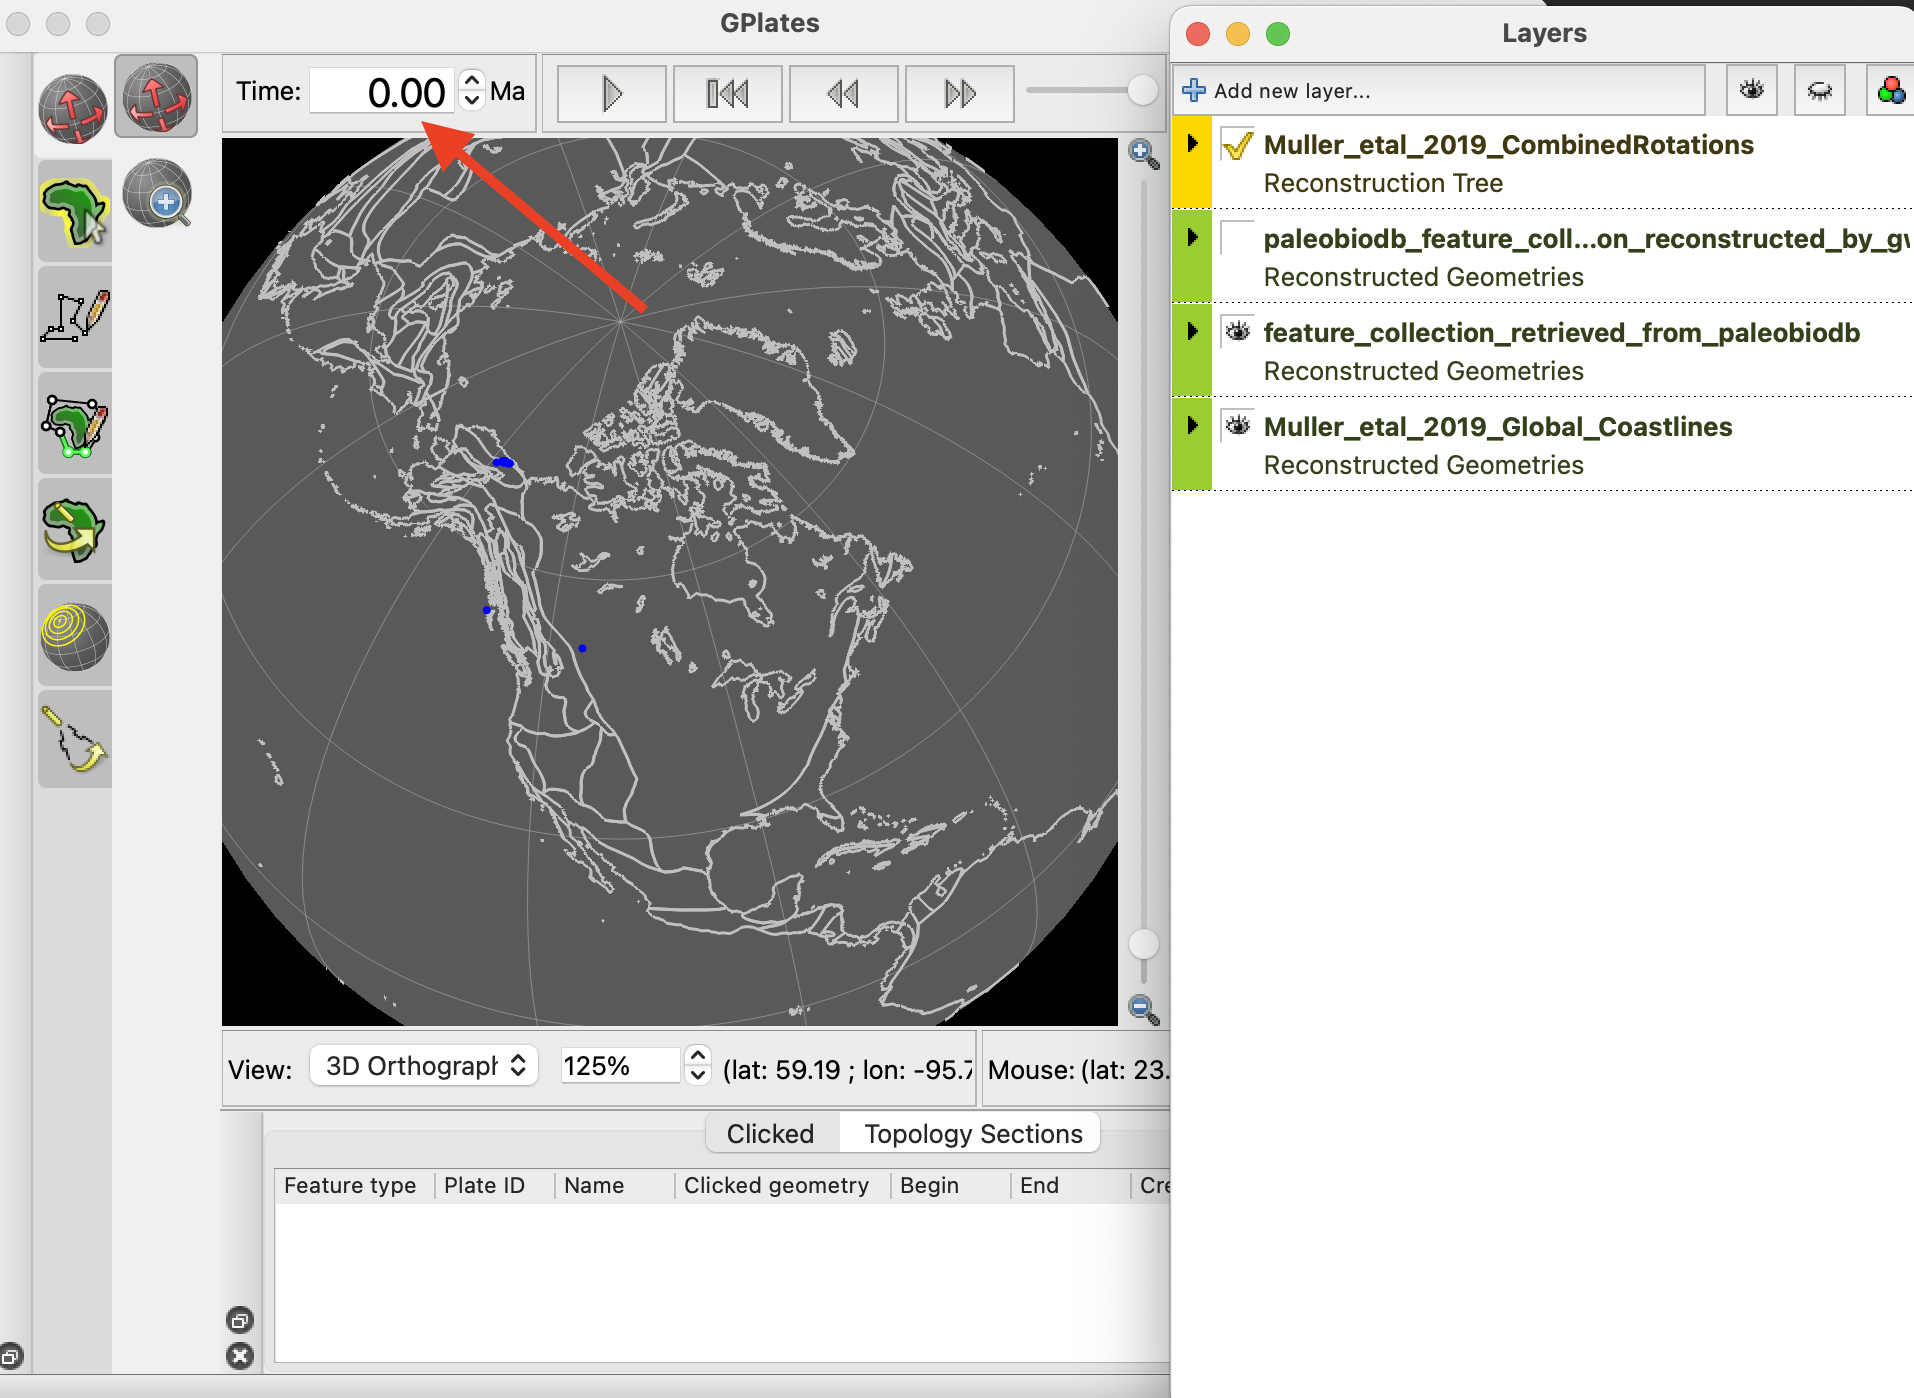 GPlates
Time: 0.00 Ma
View: 3D Orthograph 125% (lat: 59.19 ; lon: -95.7
Mouse: (lat: 23.
Clicked Topology Sections
Feature type Plate ID Name Clicked geometry Begin End Cre
Layers
Add new layer...
Muller_etal_2019_CombinedRotations
Reconstruction Tree
paleobiodb_feature_coll...on_reconstructed_by_gv
Reconstructed Geometries
feature_collection_retrieved_from_paleobiodb
Reconstructed Geometries
Muller_etal_2019_Global_Coastlines
Reconstructed Geometries